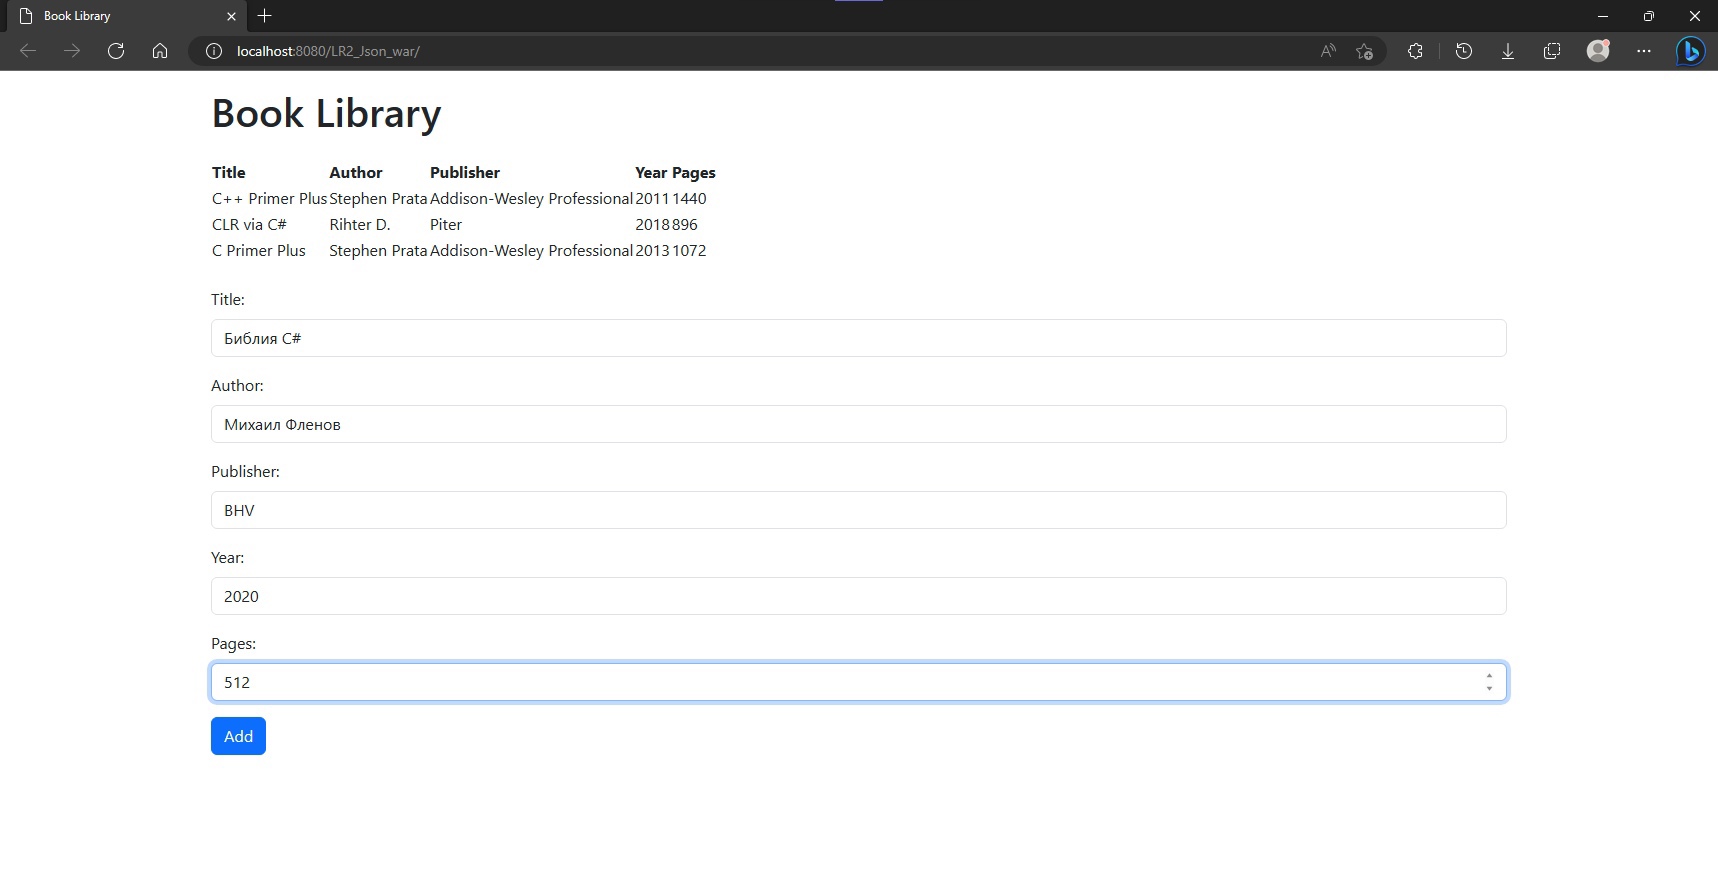 Book Library
localhost:8080/LR2_Json_war/
Book Library
Title Author Publisher Year Pages
C++ Primer Plus Stephen Prata Addison-Wesley Professional 2011 1440
CLR via C# Rihter D. Piter 2018 896
C Primer Plus Stephen Prata Addison-Wesley Professional 2013 1072
Title:
Библия C#
Author:
Михаил Фленов
Publisher:
BHV
Year:
2020
Pages:
512
Add